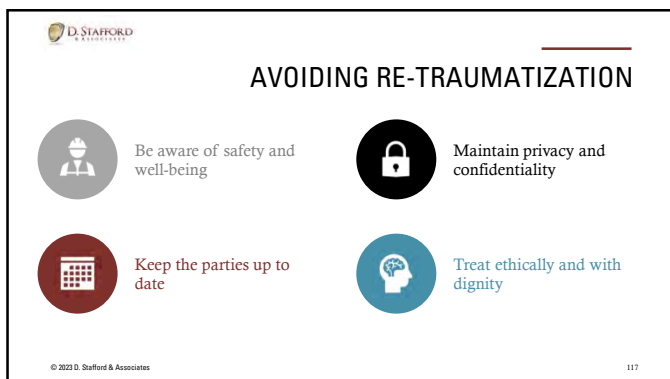 D. STAFFORD
& ASSOCIATES
AVOIDING RE-TRAUMATIZATION
Be aware of safety and
well-being
Maintain privacy and
confidentiality
Keep the parties up to
date
Treat ethically and with
dignity
© 2023 D. Stafford & Associates
117